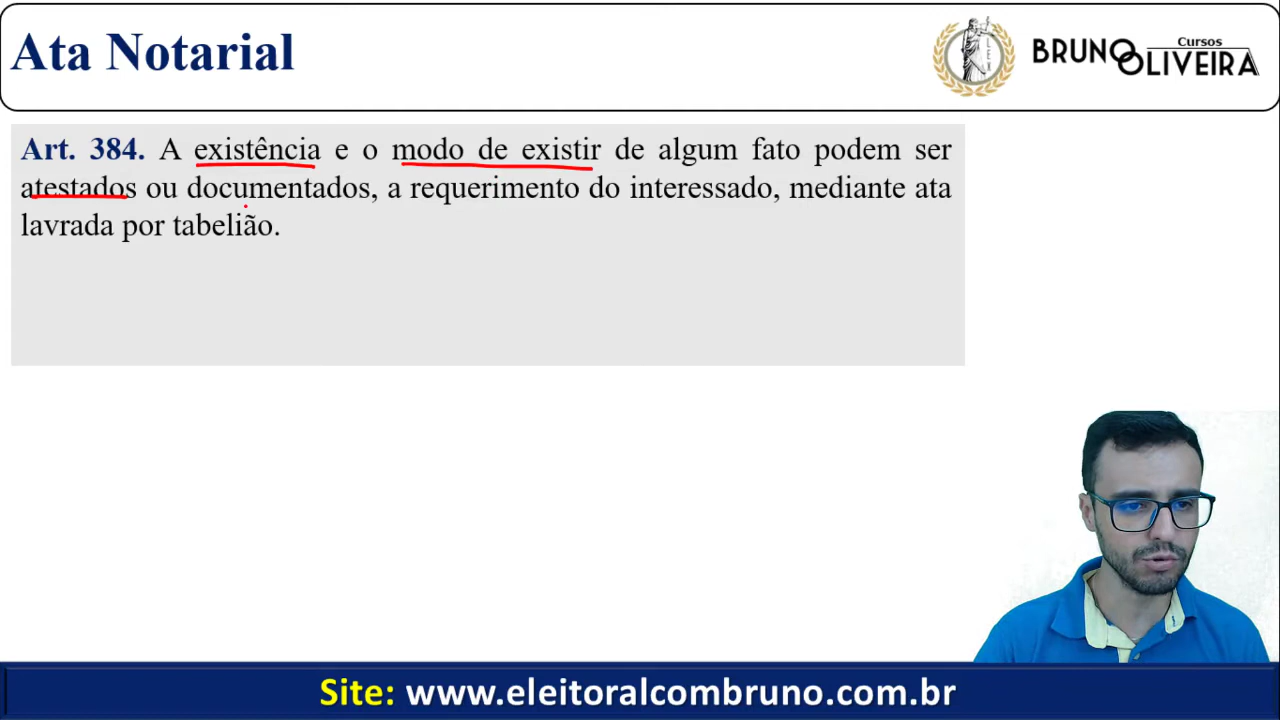 Ata Notarial
Cursos
BRUNO
OLIVEIRA
LEX
Art. 384. A existência e o modo de existir de algum fato podem ser
atestados ou documentados, a requerimento do interessado, mediante ata
lavrada por tabelião.
Site: www.eleitoralcombruno.com.br